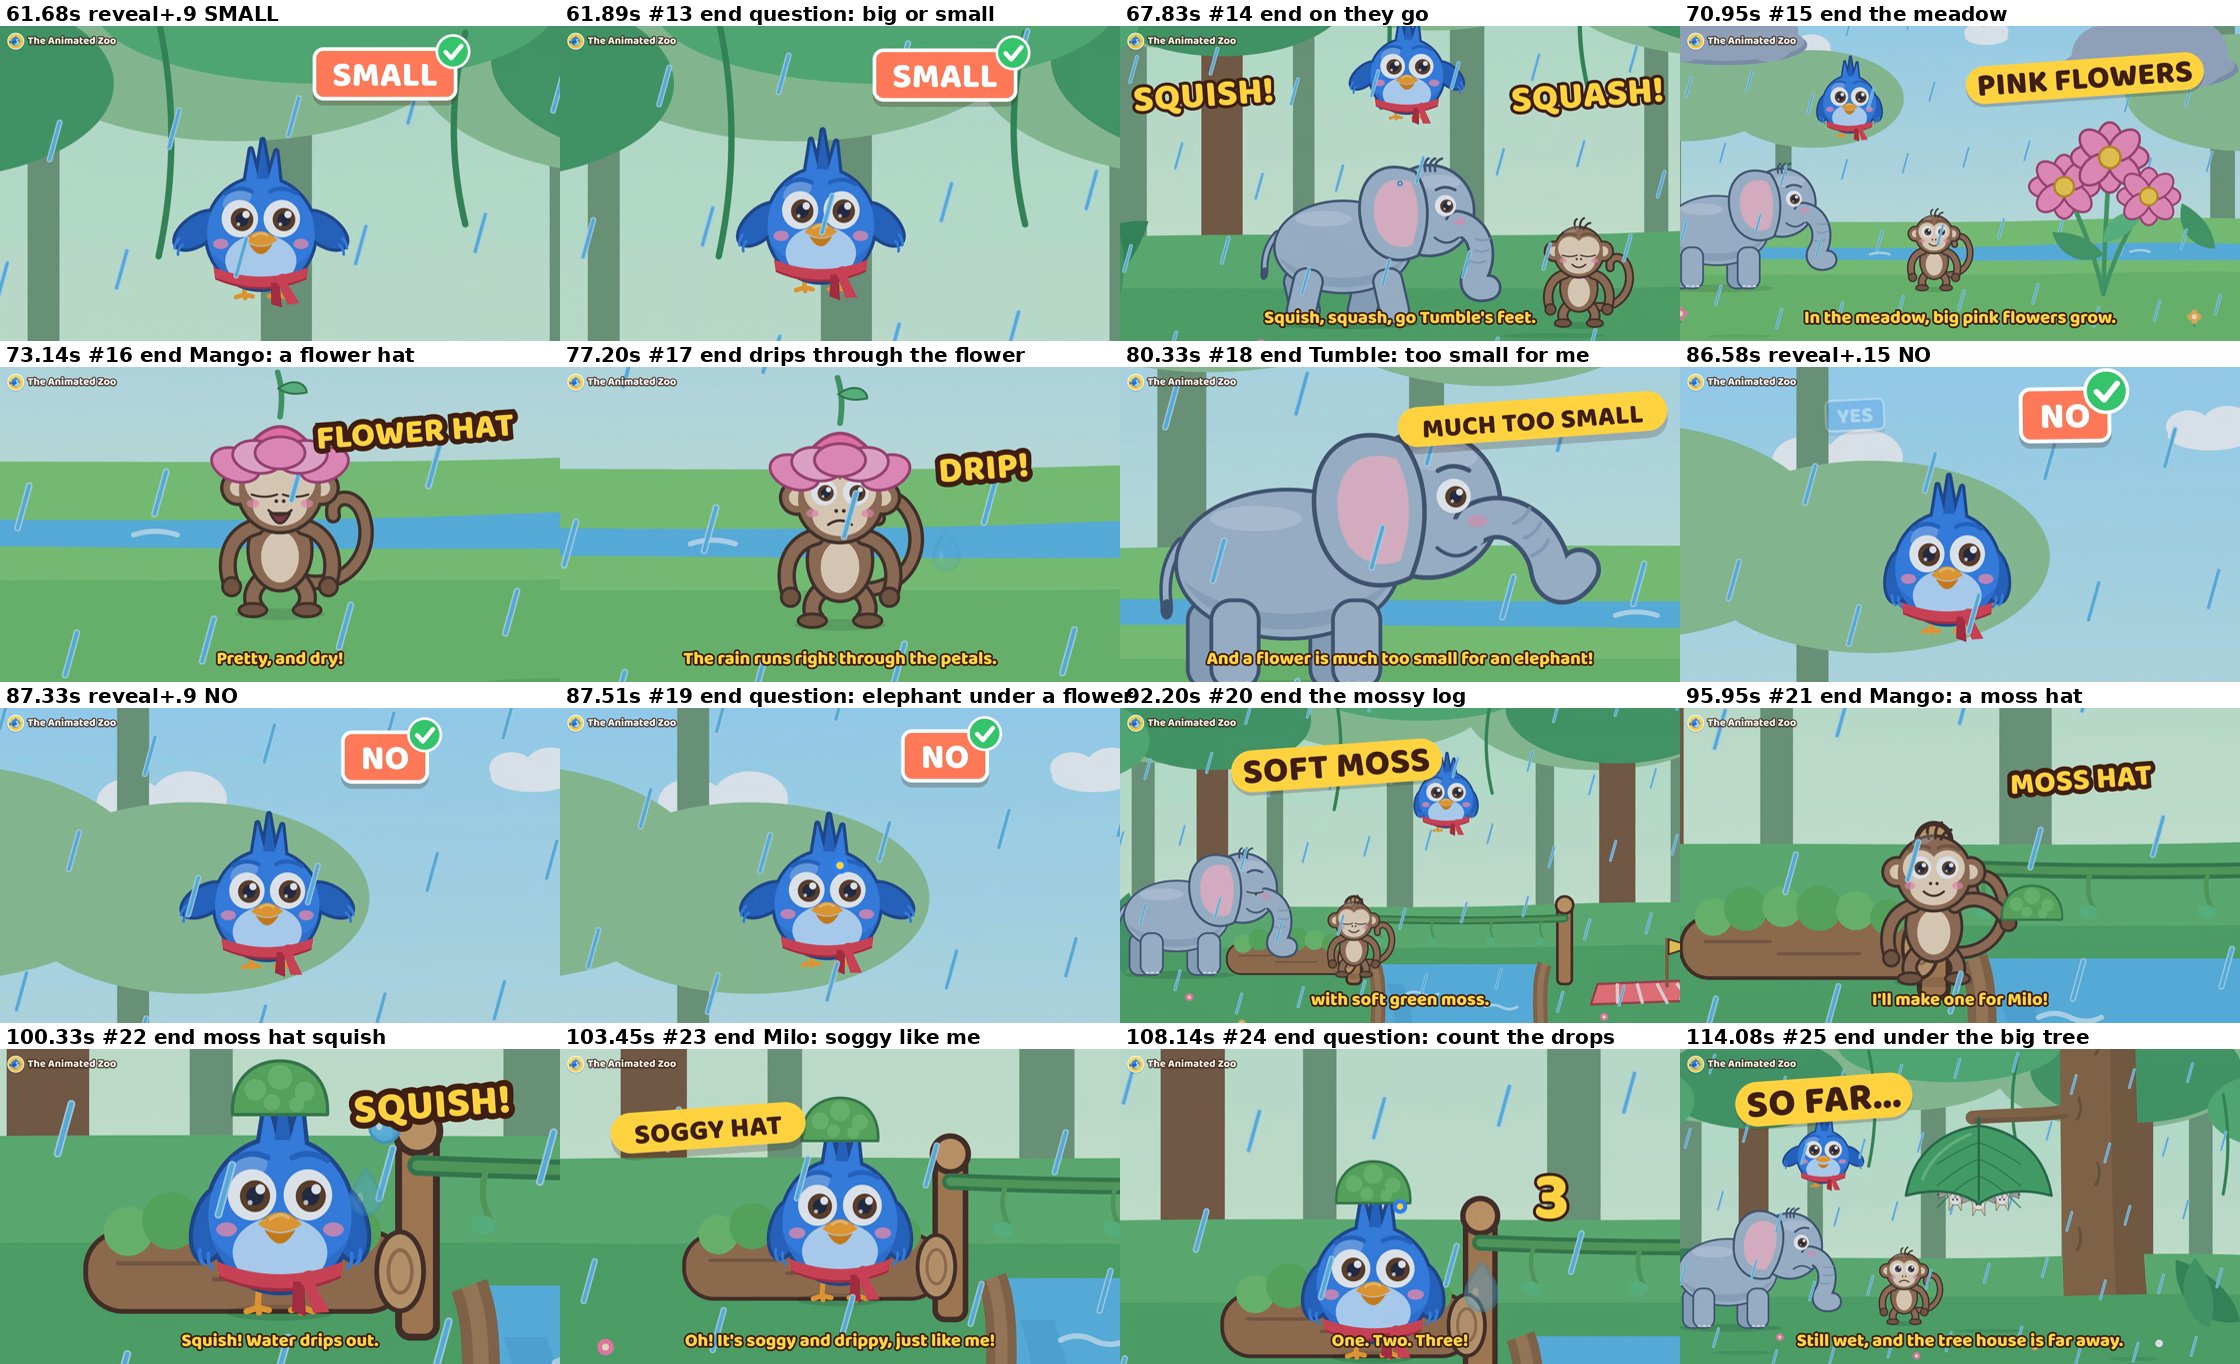 61.68s reveal+.9 SMALL
The Animated Zoo
SMALL
61.89s #13 end question: big or small
The Animated Zoo
SMALL
67.83s #14 end on they go
The Animated Zoo
SQUISH!
SQUASH!
Squish, squash, go Tumble's feet.
70.95s #15 end the meadow
The Animated Zoo
PINK FLOWERS
In the meadow, big pink flowers grow.
73.14s #16 end Mango: a flower hat
The Animated Zoo
FLOWER HAT
Pretty, and dry!
77.20s #17 end drips through the flower
The Animated Zoo
DRIP!
The rain runs right through the petals.
80.33s #18 end Tumble: too small for me
The Animated Zoo
MUCH TOO SMALL
And a flower is much too small for an elephant!
86.58s reveal+.15 NO
The Animated Zoo
YES
NO
87.33s reveal+.9 NO
The Animated Zoo
NO
87.51s #19 end question: elephant under a flower
The Animated Zoo
NO
92.20s #20 end the mossy log
The Animated Zoo
SOFT MOSS
with soft green moss.
95.95s #21 end Mango: a moss hat
The Animated Zoo
MOSS HAT
I'll make one for Milo!
100.33s #22 end moss hat squish
The Animated Zoo
SQUISH!
Squish! Water drips out.
103.45s #23 end Milo: soggy like me
The Animated Zoo
SOGGY HAT
Oh! It's soggy and drippy, just like me!
108.14s #24 end question: count the drops
The Animated Zoo
3
One. Two. Three!
114.08s #25 end under the big tree
The Animated Zoo
SO FAR...
Still wet, and the tree house is far away.